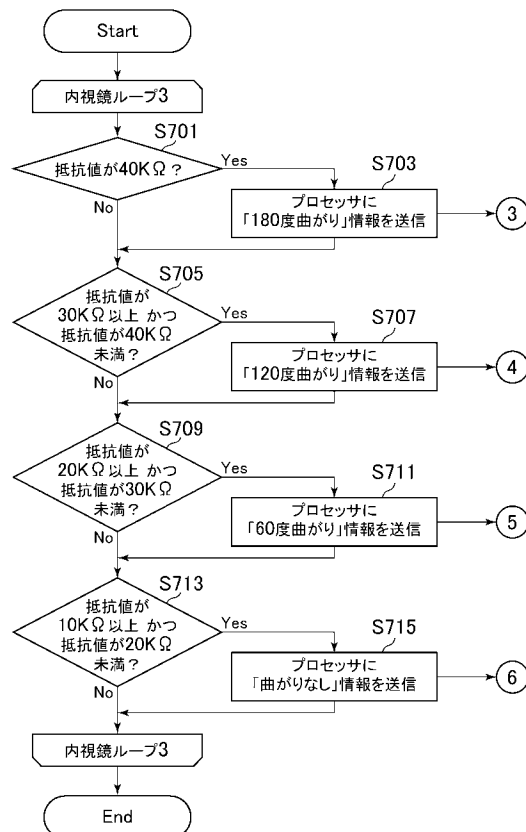 Start
内視鏡ループ3
S701
抵抗値が40KΩ?
Yes
No
S703
プロセッサに
「180度曲がり」情報を送信
3
S705
抵抗値が
30KΩ以上 かつ
抵抗値が40KΩ
未満?
Yes
No
S707
プロセッサに
「120度曲がり」情報を送信
4
S709
抵抗値が
20KΩ以上 かつ
抵抗値が30KΩ
未満?
Yes
No
S711
プロセッサに
「60度曲がり」情報を送信
5
S713
抵抗値が
10KΩ以上 かつ
抵抗値が20KΩ
未満?
Yes
No
S715
プロセッサに
「曲がりなし」情報を送信
6
内視鏡ループ3
End